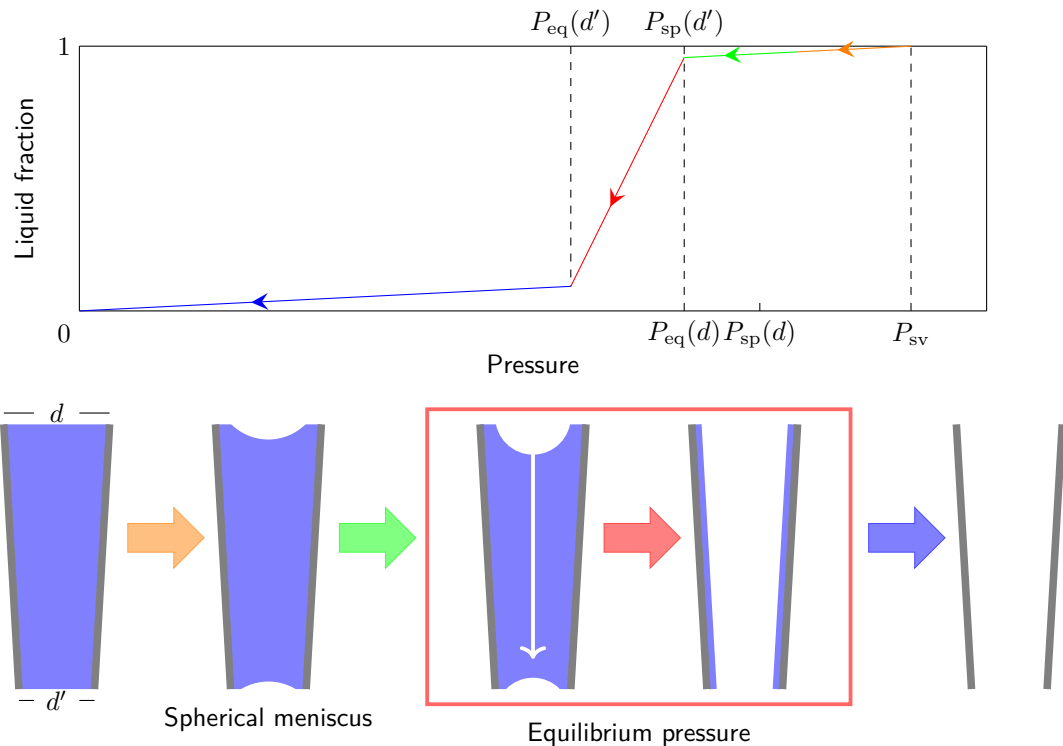 P_eq(d′) P_sp(d′)
1
Liquid fraction
0
P_eq(d) P_sp(d) P_sv
Pressure
d
d′
Spherical meniscus
Equilibrium pressure